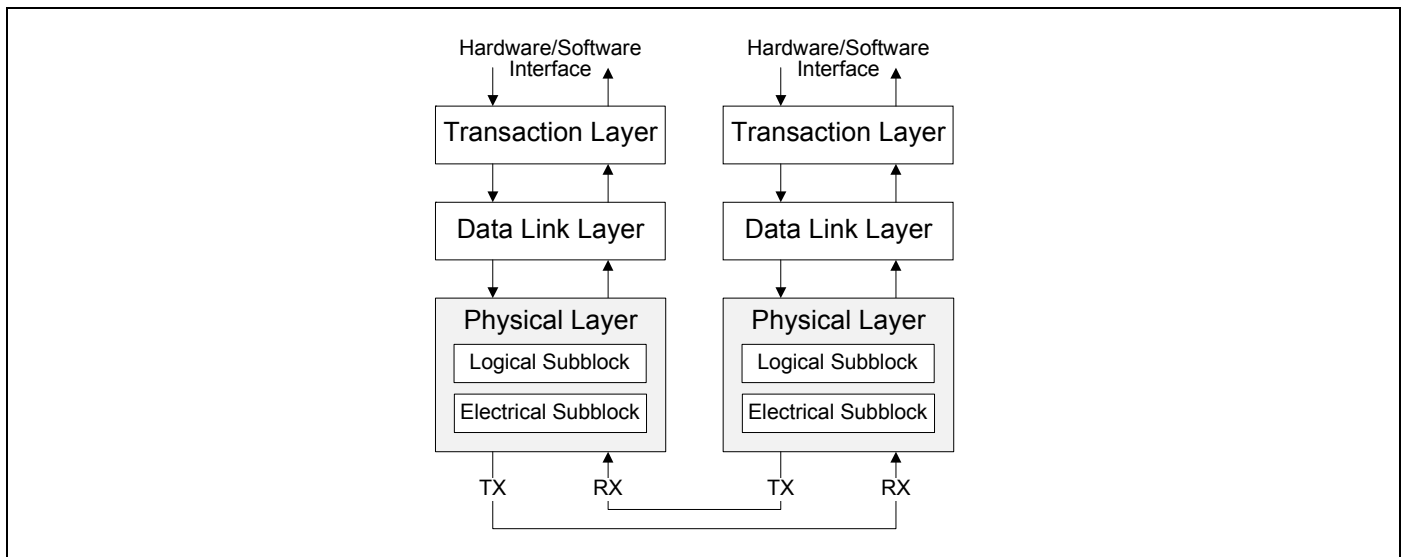 Hardware/Software
Interface
Hardware/Software
Interface
Transaction Layer
Transaction Layer
Data Link Layer
Data Link Layer
Physical Layer
Physical Layer
Logical Subblock
Logical Subblock
Electrical Subblock
Electrical Subblock
TX
RX
TX
RX